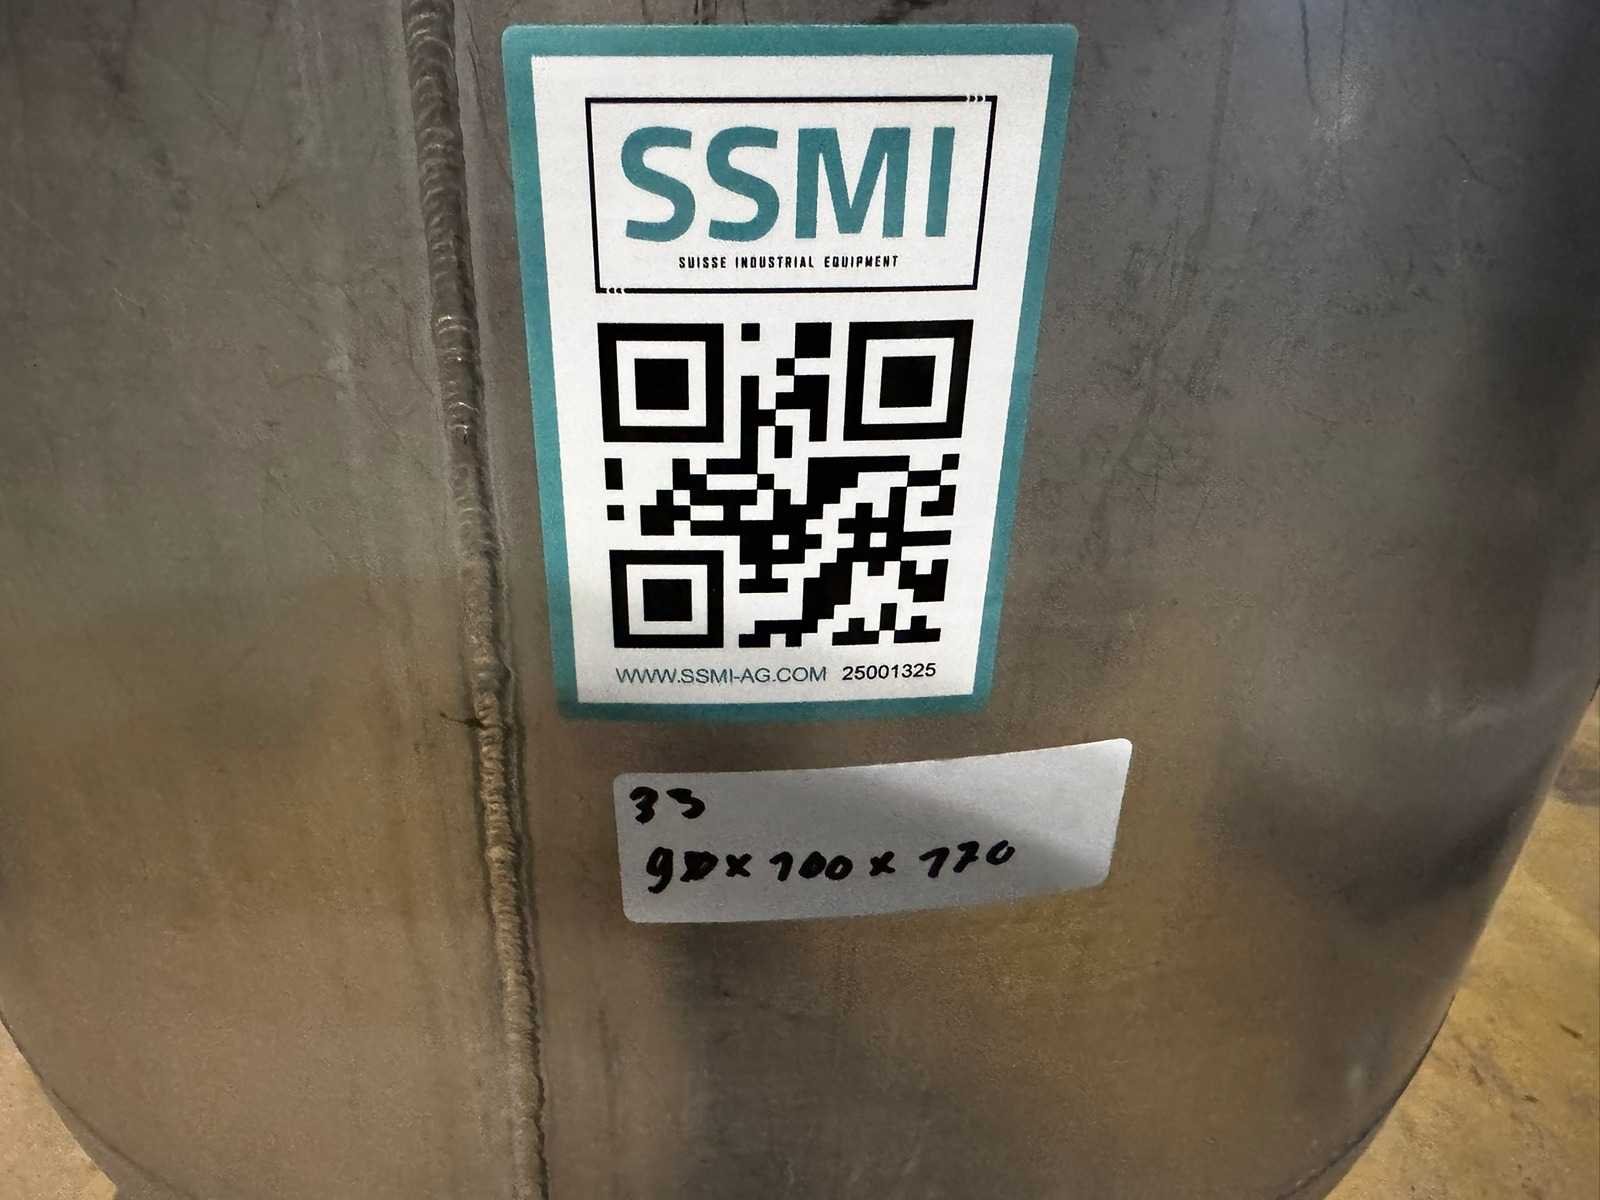 SSMI
SUISSE INDUSTRIAL EQUIPMENT
WWW.SSMI-AG.COM 25001325
33
90 x 100 x 170